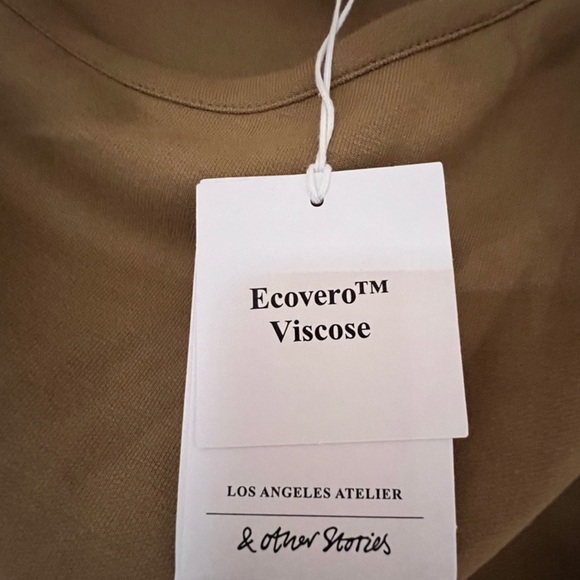 Ecovero™
Viscose
LOS ANGELES ATELIER
& other Stories